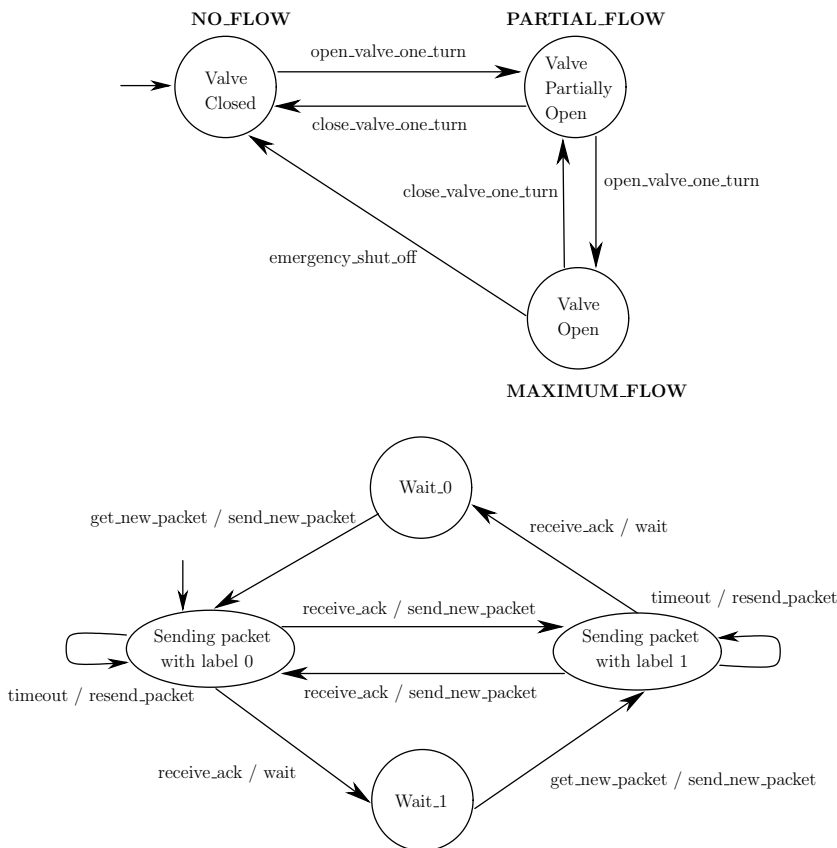 NO_FLOW
PARTIAL_FLOW
open_valve_one_turn
Valve
Closed
Valve
Partially
Open
close_valve_one_turn
close_valve_one_turn
open_valve_one_turn
emergency_shut_off
Valve
Open
MAXIMUM_FLOW
Wait_0
get_new_packet / send_new_packet
receive_ack / wait
timeout / resend_packet
receive_ack / send_new_packet
Sending packet
with label 0
Sending packet
with label 1
receive_ack / send_new_packet
timeout / resend_packet
receive_ack / wait
get_new_packet / send_new_packet
Wait_1